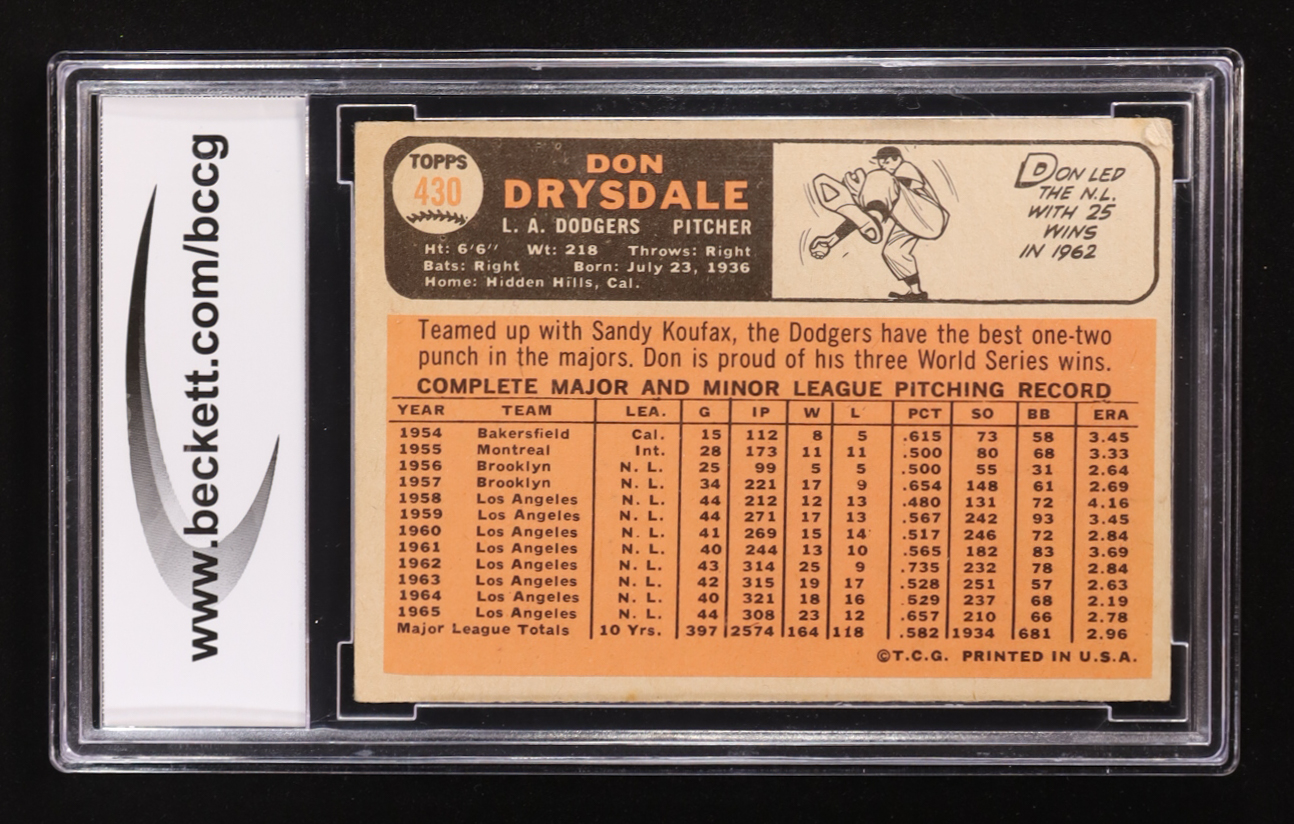 www.beckett.com/bccg
TOPPS
430
DON
DRYSDALE
L. A. DODGERS PITCHER
Ht: 6'6" Wt: 218 Throws: Right
Bats: Right Born: July 23, 1936
Home: Hidden Hills, Cal.
DON LED
THE N.L.
WITH 25
WINS
IN 1962
Teamed up with Sandy Koufax, the Dodgers have the best one-two
punch in the majors. Don is proud of his three World Series wins.
COMPLETE MAJOR AND MINOR LEAGUE PITCHING RECORD
YEAR TEAM LEA. G IP W L PCT SO BB ERA
1954 Bakersfield Cal. 15 112 8 5 .615 73 58 3.45
1955 Montreal Int. 28 173 11 11 .500 80 68 3.33
1956 Brooklyn N. L. 25 99 5 5 .500 55 31 2.64
1957 Brooklyn N. L. 34 221 17 9 .654 148 61 2.69
1958 Los Angeles N. L. 44 212 12 13 .480 131 72 4.16
1959 Los Angeles N. L. 44 271 17 13 .567 242 93 3.45
1960 Los Angeles N. L. 41 269 15 14 .517 246 72 2.84
1961 Los Angeles N. L. 40 244 13 10 .565 182 83 3.69
1962 Los Angeles N. L. 43 314 25 9 .735 232 78 2.84
1963 Los Angeles N. L. 42 315 19 17 .528 251 57 2.63
1964 Los Angeles N. L. 40 321 18 16 .529 237 68 2.19
1965 Los Angeles N. L. 44 308 23 12 .657 210 66 2.78
Major League Totals 10 Yrs. 397 2574 164 118 .582 1934 681 2.96
©T.C.G. PRINTED IN U.S.A.